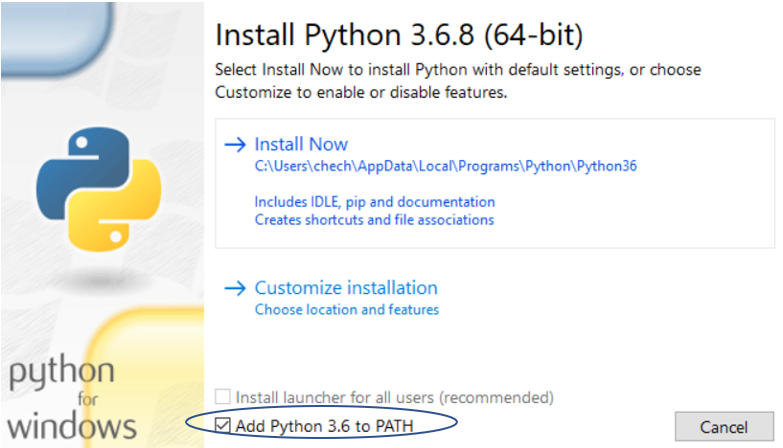 Install Python 3.6.8 (64-bit)
Select Install Now to install Python with default settings, or choose
Customize to enable or disable features.
Install Now
C:\Users\chech\AppData\Local\Programs\Python\Python36
Includes IDLE, pip and documentation
Creates shortcuts and file associations
Customize installation
Choose location and features
python
for
windows
Install launcher for all users (recommended)
Add Python 3.6 to PATH
Cancel